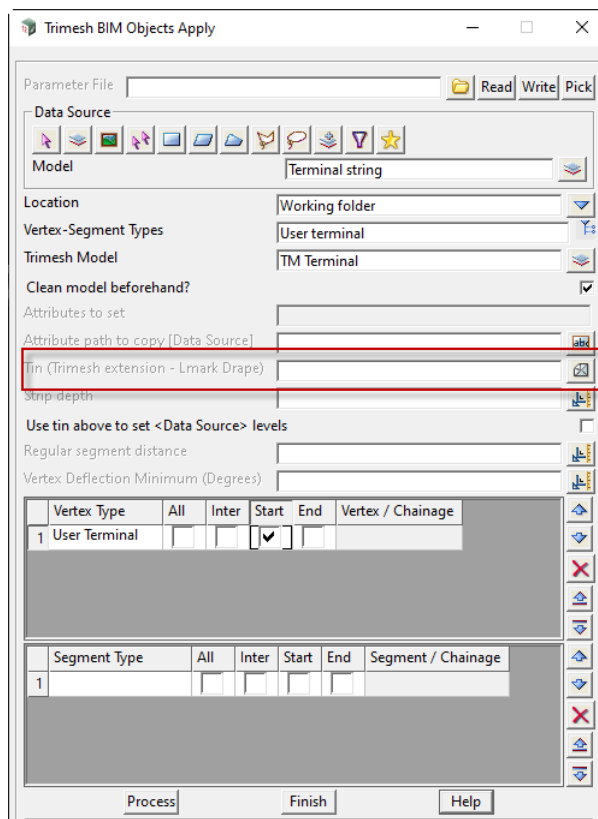 Trimesh BIM Objects Apply
Parameter File Read Write Pick
Data Source
Model Terminal string
Location Working folder
Vertex-Segment Types User terminal
Trimesh Model TM Terminal
Clean model beforehand?
Attributes to set
Attribute path to copy [Data Source] abc
Tin (Trimesh extension - Lmark Drape)
Strip depth
Use tin above to set <Data Source> levels
Regular segment distance
Vertex Deflection Minimum (Degrees)
Vertex Type All Inter Start End Vertex / Chainage
1 User Terminal
Segment Type All Inter Start End Segment / Chainage
1
Process Finish Help